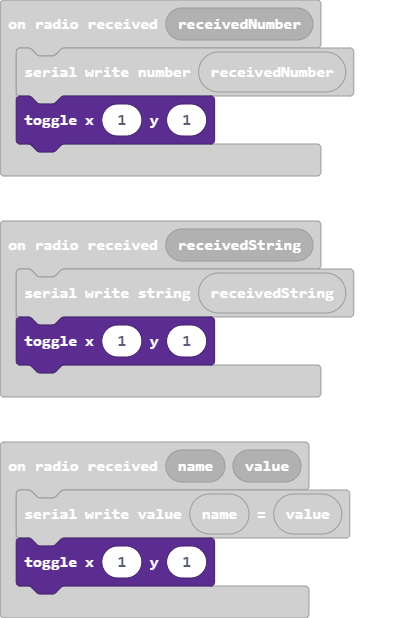 on radio received receivedNumber
serial write number receivedNumber
toggle x 1 y 1
on radio received receivedString
serial write string receivedString
toggle x 1 y 1
on radio received name value
serial write value name = value
toggle x 1 y 1